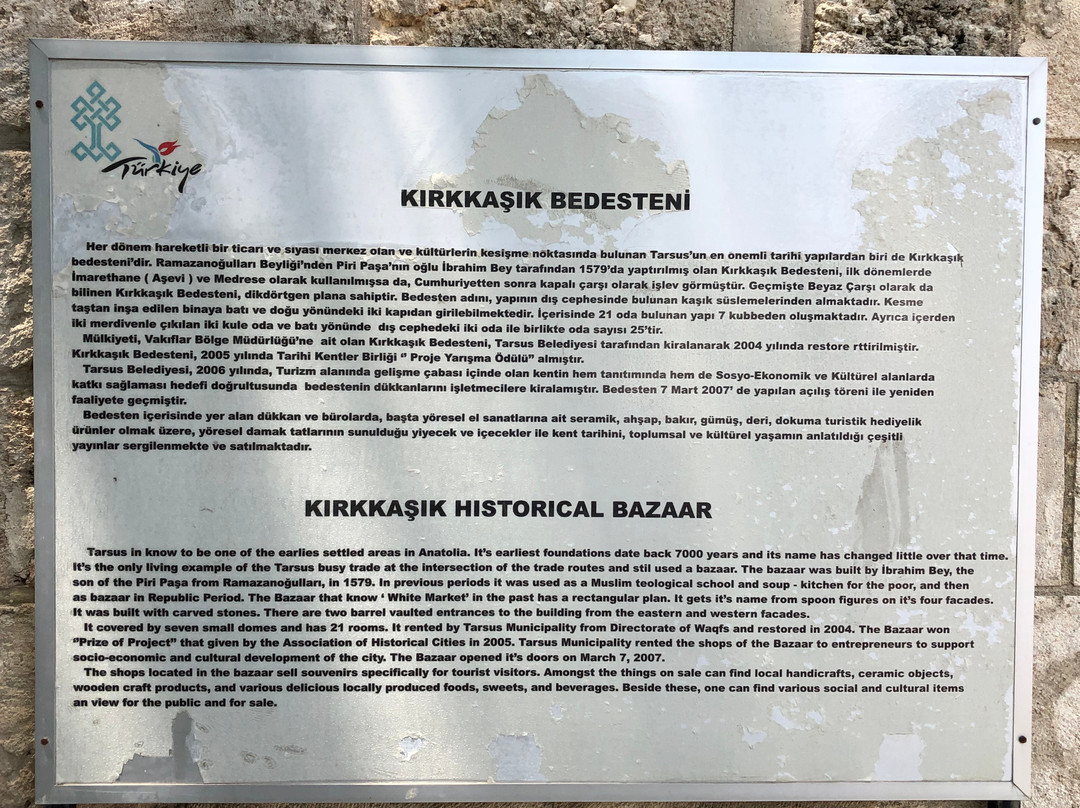 Türkiye
KIRKKAŞIK BEDESTENİ
Her dönem hareketli bir ticari ve siyasi merkez olan ve kültürlerin kesişme noktasında bulunan Tarsus'un en önemli tarihi yapılardan biri de Kırkkaşık
bedesteni'dir. Ramazanoğulları Beyliği'nden Piri Paşa'nın oğlu İbrahim Bey tarafından 1579'da yaptırılmış olan Kırkkaşık Bedesteni, ilk dönemlerde
İmarethane ( Aşevi ) ve Medrese olarak kullanılmışsa da, Cumhuriyetten sonra kapalı çarşı olarak işlev görmüştür. Geçmişte Beyaz Çarşı olarak da
bilinen Kırkkaşık Bedesteni, dikdörtgen plana sahiptir. Bedesten adını, yapının dış cephesinde bulunan kaşık süslemelerinden almaktadır. Kesme
taştan inşa edilen binaya batı ve doğu yönündeki iki kapıdan girilebilmektedir. İçerisinde 21 oda bulunan yapı 7 kubbeden oluşmaktadır. Ayrıca içerden
iki merdivenle çıkılan iki kule oda ve batı yönünde dış cephedeki iki oda ile birlikte oda sayısı 25'tir.
Mülkiyeti, Vakıflar Bölge Müdürlüğü'ne ait olan Kırkkaşık Bedesteni, Tarsus Belediyesi tarafından kiralanarak 2004 yılında restore rttirilmiştir.
Kırkkaşık Bedesteni, 2005 yılında Tarihi Kentler Birliği " Proje Yarışma Ödülü" almıştır.
Tarsus Belediyesi, 2006 yılında, Turizm alanında gelişme çabası içinde olan kentin hem tanıtımında hem de Sosyo-Ekonomik ve Kültürel alanlarda
katkı sağlaması hedefi doğrultusunda bedestenin dükkanlarını işletmecilere kiralamıştır. Bedesten 7 Mart 2007' de yapılan açılış töreni ile yeniden
faaliyete geçmiştir.
Bedesten içerisinde yer alan dükkan ve bürolarda, başta yöresel el sanatlarına ait seramik, ahşap, bakır, gümüş, deri, dokuma turistik hediyelik
ürünler olmak üzere, yöresel damak tatlarının sunulduğu yiyecek ve içecekler ile kent tarihini, toplumsal ve kültürel yaşamın anlatıldığı çeşitli
yayınlar sergilenmekte ve satılmaktadır.
KIRKKAŞIK HISTORICAL BAZAAR
Tarsus in know to be one of the earlies settled areas in Anatolia. It's earliest foundations date back 7000 years and its name has changed little over that time.
It's the only living example of the Tarsus busy trade at the intersection of the trade routes and stil used a bazaar. The bazaar was built by İbrahim Bey, the
son of the Piri Paşa from Ramazanoğulları, in 1579. In previous periods it was used as a Muslim teological school and soup - kitchen for the poor, and then
as bazaar in Republic Period. The Bazaar that know ' White Market' in the past has a rectangular plan. It gets it's name from spoon figures on it's four facades.
It was built with carved stones. There are two barrel vaulted entrances to the building from the eastern and western facades.
It covered by seven small domes and has 21 rooms. It rented by Tarsus Municipality from Directorate of Waqfs and restored in 2004. The Bazaar won
"Prize of Project" that given by the Association of Historical Cities in 2005. Tarsus Municipality rented the shops of the Bazaar to entrepreneurs to support
socio-economic and cultural development of the city. The Bazaar opened it's doors on March 7, 2007.
The shops located in the bazaar sell souvenirs specifically for tourist visitors. Amongst the things on sale can find local handicrafts, ceramic objects,
wooden craft products, and various delicious locally produced foods, sweets, and beverages. Beside these, one can find various social and cultural items
an view for the public and for sale.